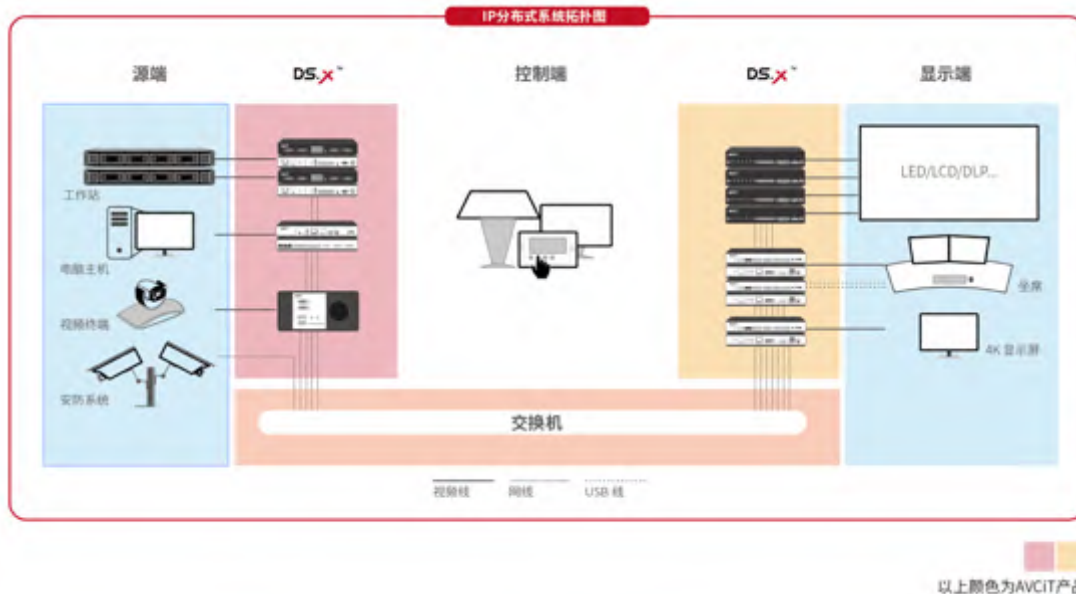 IP分布式系统拓扑图
源端
DS.X™
控制端
DS.X™
显示端
工作站
电脑主机
视频终端
安防系统
LED/LCD/DLP...
坐席
4K 显示屏
交换机
视频线
网线
USB 线
以上颜色为AVCiT产品